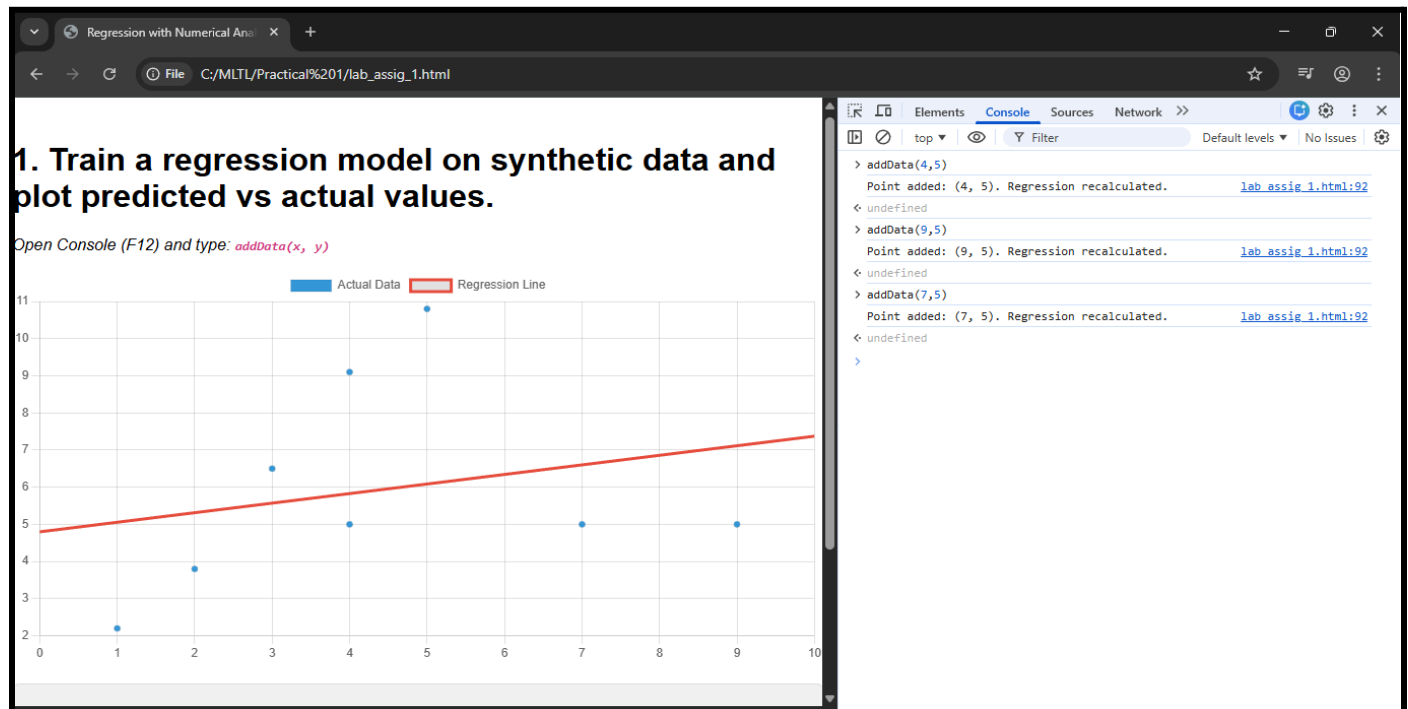 Regression with Numerical Anal
File C:/MLTL/Practical%201/lab_assig_1.html
1. Train a regression model on synthetic data and
plot predicted vs actual values.
Open Console (F12) and type: addData(x, y)
Actual Data Regression Line
11
10
9
8
7
6
5
4
3
2
0 1 2 3 4 5 6 7 8 9 10
Elements Console Sources Network
top Filter Default levels No Issues
addData(4,5)
Point added: (4, 5). Regression recalculated. lab_assig_1.html:92
undefined
addData(9,5)
Point added: (9, 5). Regression recalculated. lab_assig_1.html:92
undefined
addData(7,5)
Point added: (7, 5). Regression recalculated. lab_assig_1.html:92
undefined